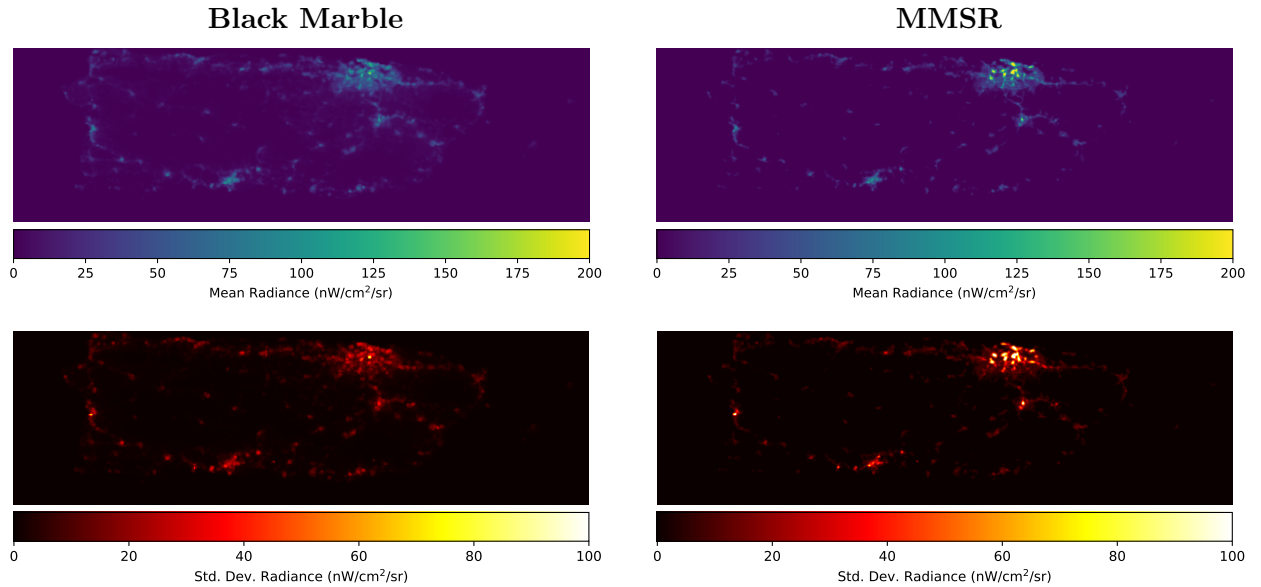 Black Marble
MMSR
0 25 50 75 100 125 150 175 200
Mean Radiance (nW/cm²/sr)
0 25 50 75 100 125 150 175 200
Mean Radiance (nW/cm²/sr)
0 20 40 60 80 100
Std. Dev. Radiance (nW/cm²/sr)
0 20 40 60 80 100
Std. Dev. Radiance (nW/cm²/sr)